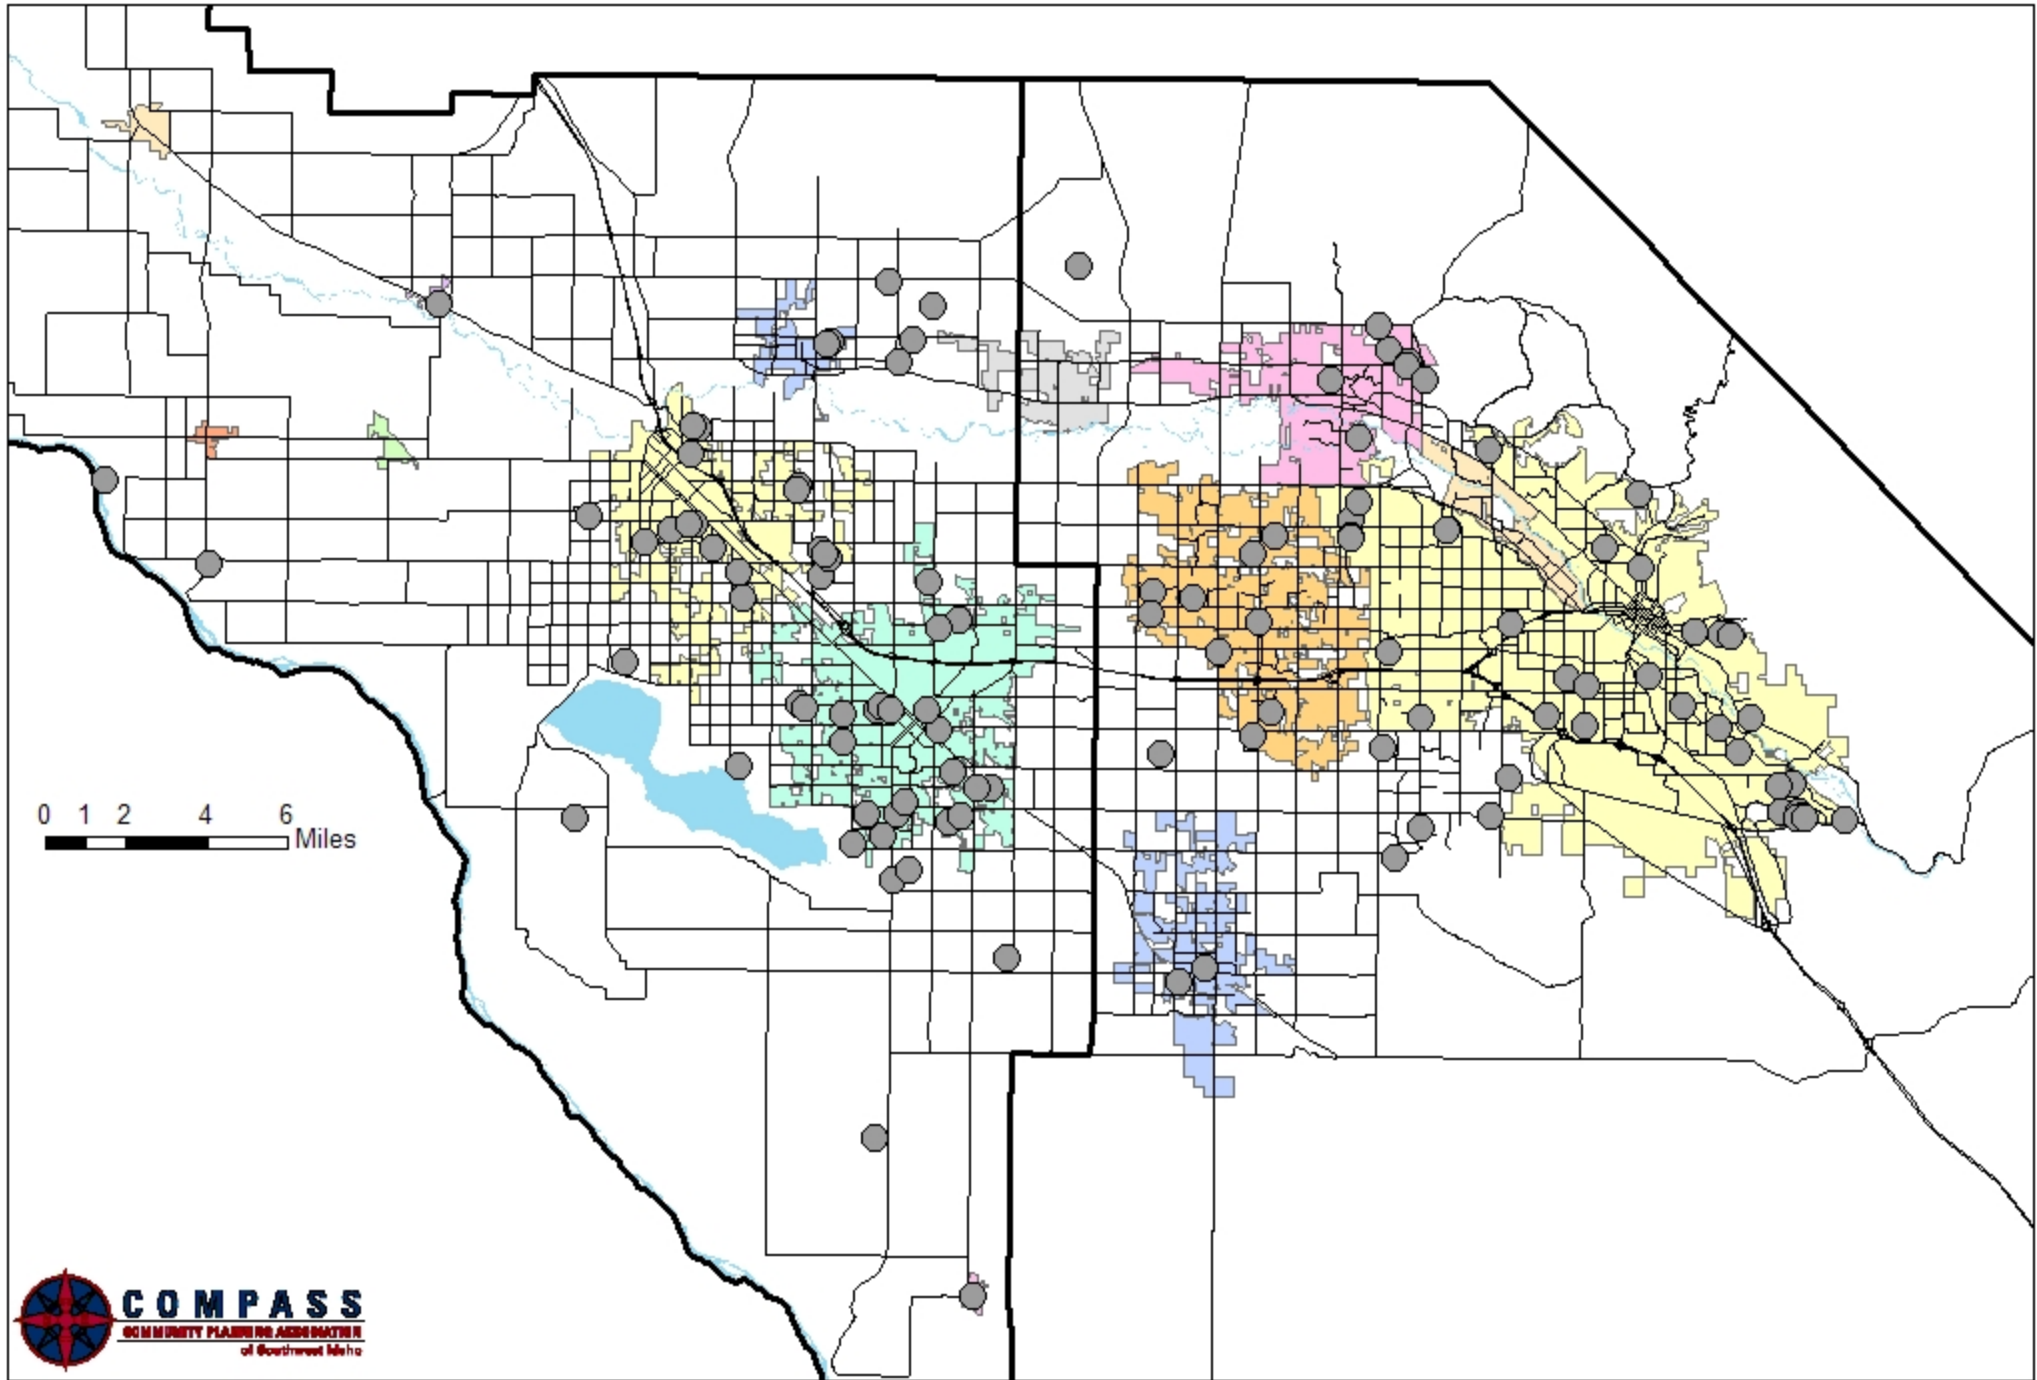 0 1 2 4 6
Miles
COMPASS
COMMUNITY PLANNING ASSOCIATION
of Southwest Idaho